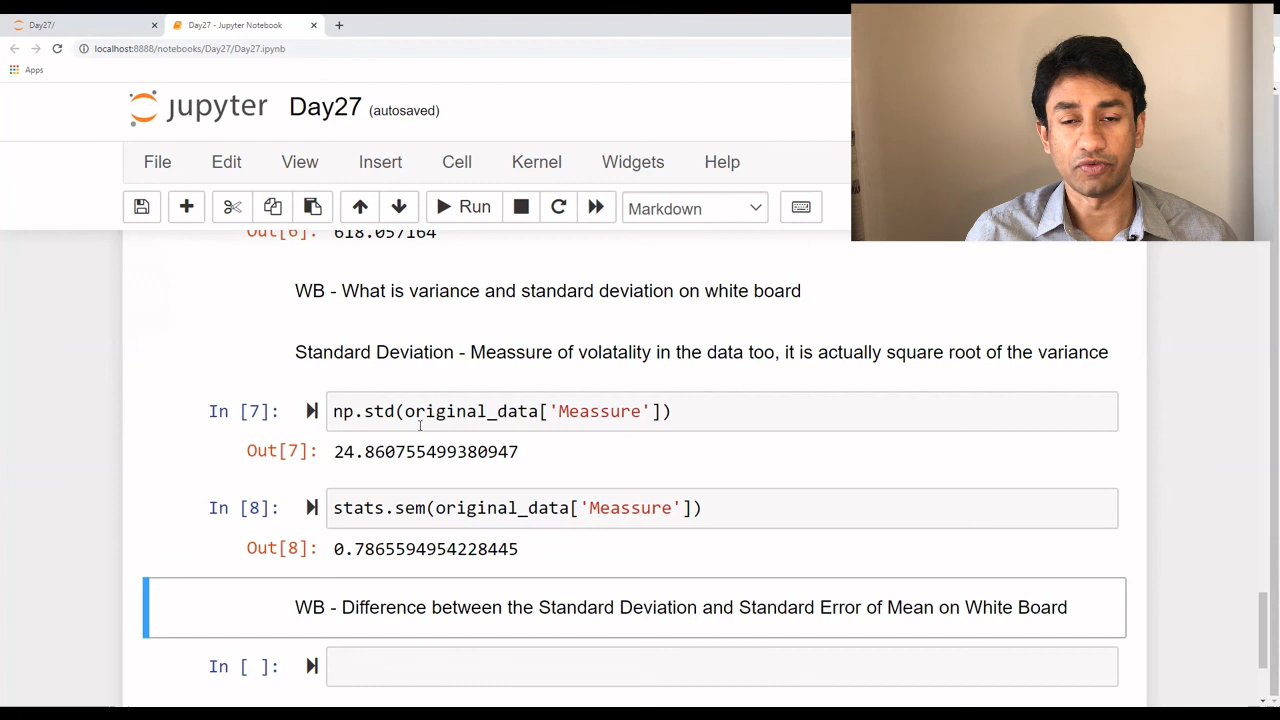 Day27/
Day27 - Jupyter Notebook
localhost:8888/notebooks/Day27/Day27.ipynb
Apps
jupyter Day27 (autosaved)
File Edit View Insert Cell Kernel Widgets Help
Run Markdown
Out[6]: 618.057164
WB - What is variance and standard deviation on white board
Standard Deviation - Meassure of volatality in the data too, it is actually square root of the variance
In [7]: np.std(original_data['Meassure'])
Out[7]: 24.860755499380947
In [8]: stats.sem(original_data['Meassure'])
Out[8]: 0.7865594954228445
WB - Difference between the Standard Deviation and Standard Error of Mean on White Board
In [ ]: